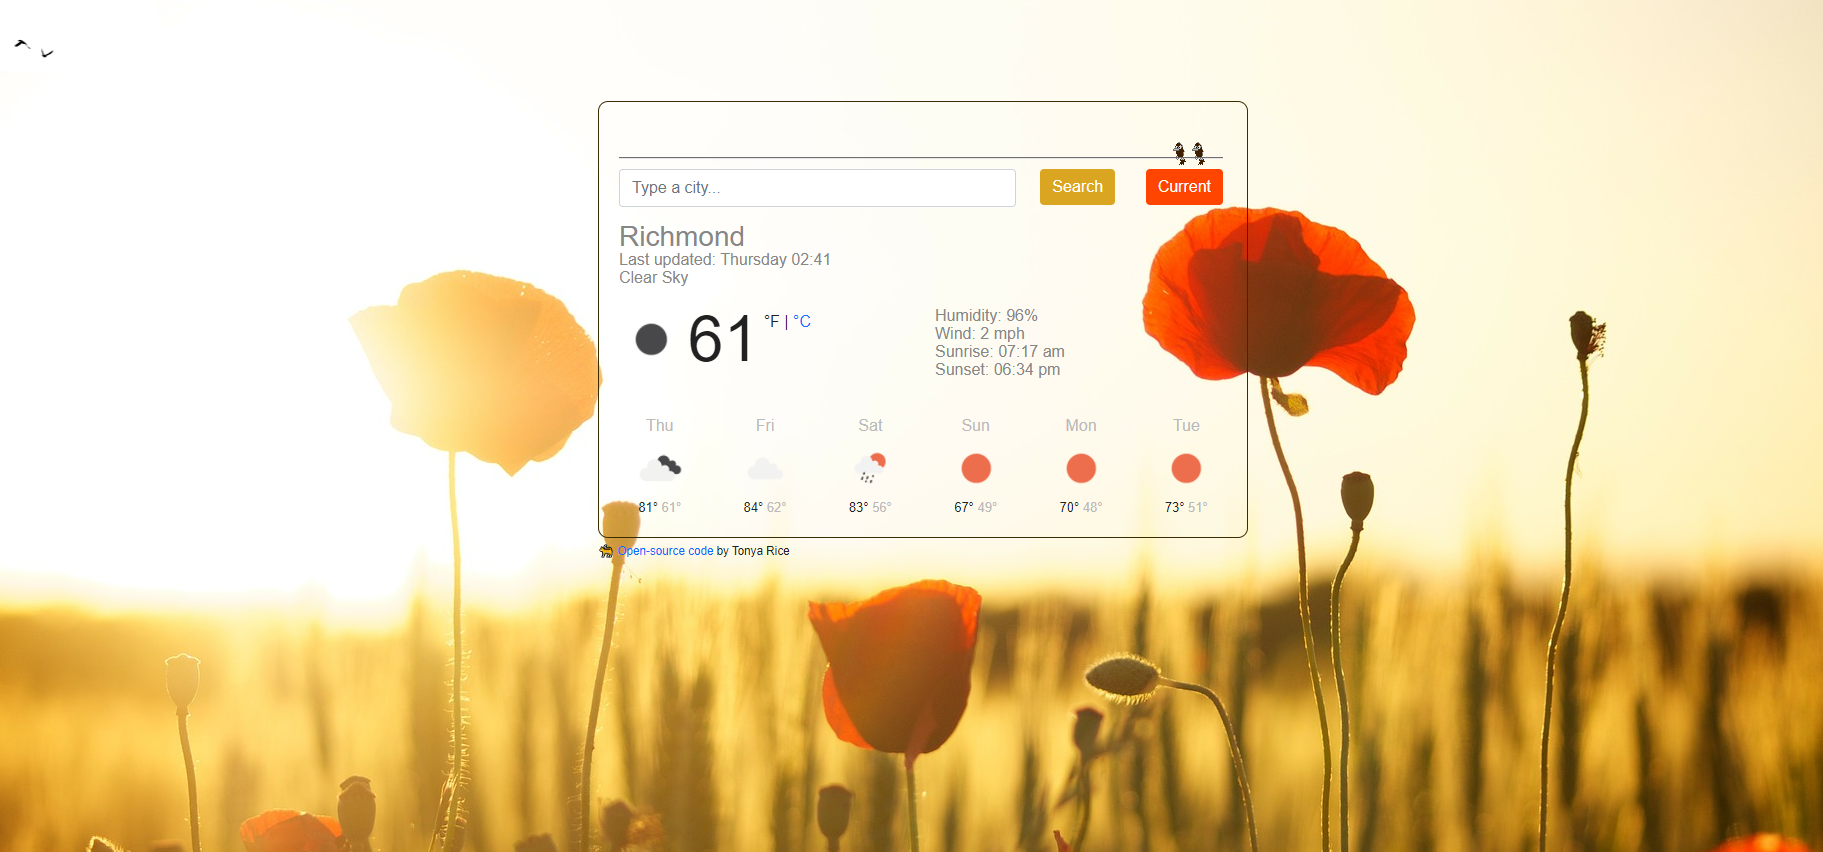 Type a city...
Search
Current
Richmond
Last updated: Thursday 02:41
Clear Sky
61 °F | °C
Humidity: 96%
Wind: 2 mph
Sunrise: 07:17 am
Sunset: 06:34 pm
Thu Fri Sat Sun Mon Tue
81° 61° 84° 62° 83° 56° 67° 49° 70° 48° 73° 51°
Open-source code by Tonya Rice